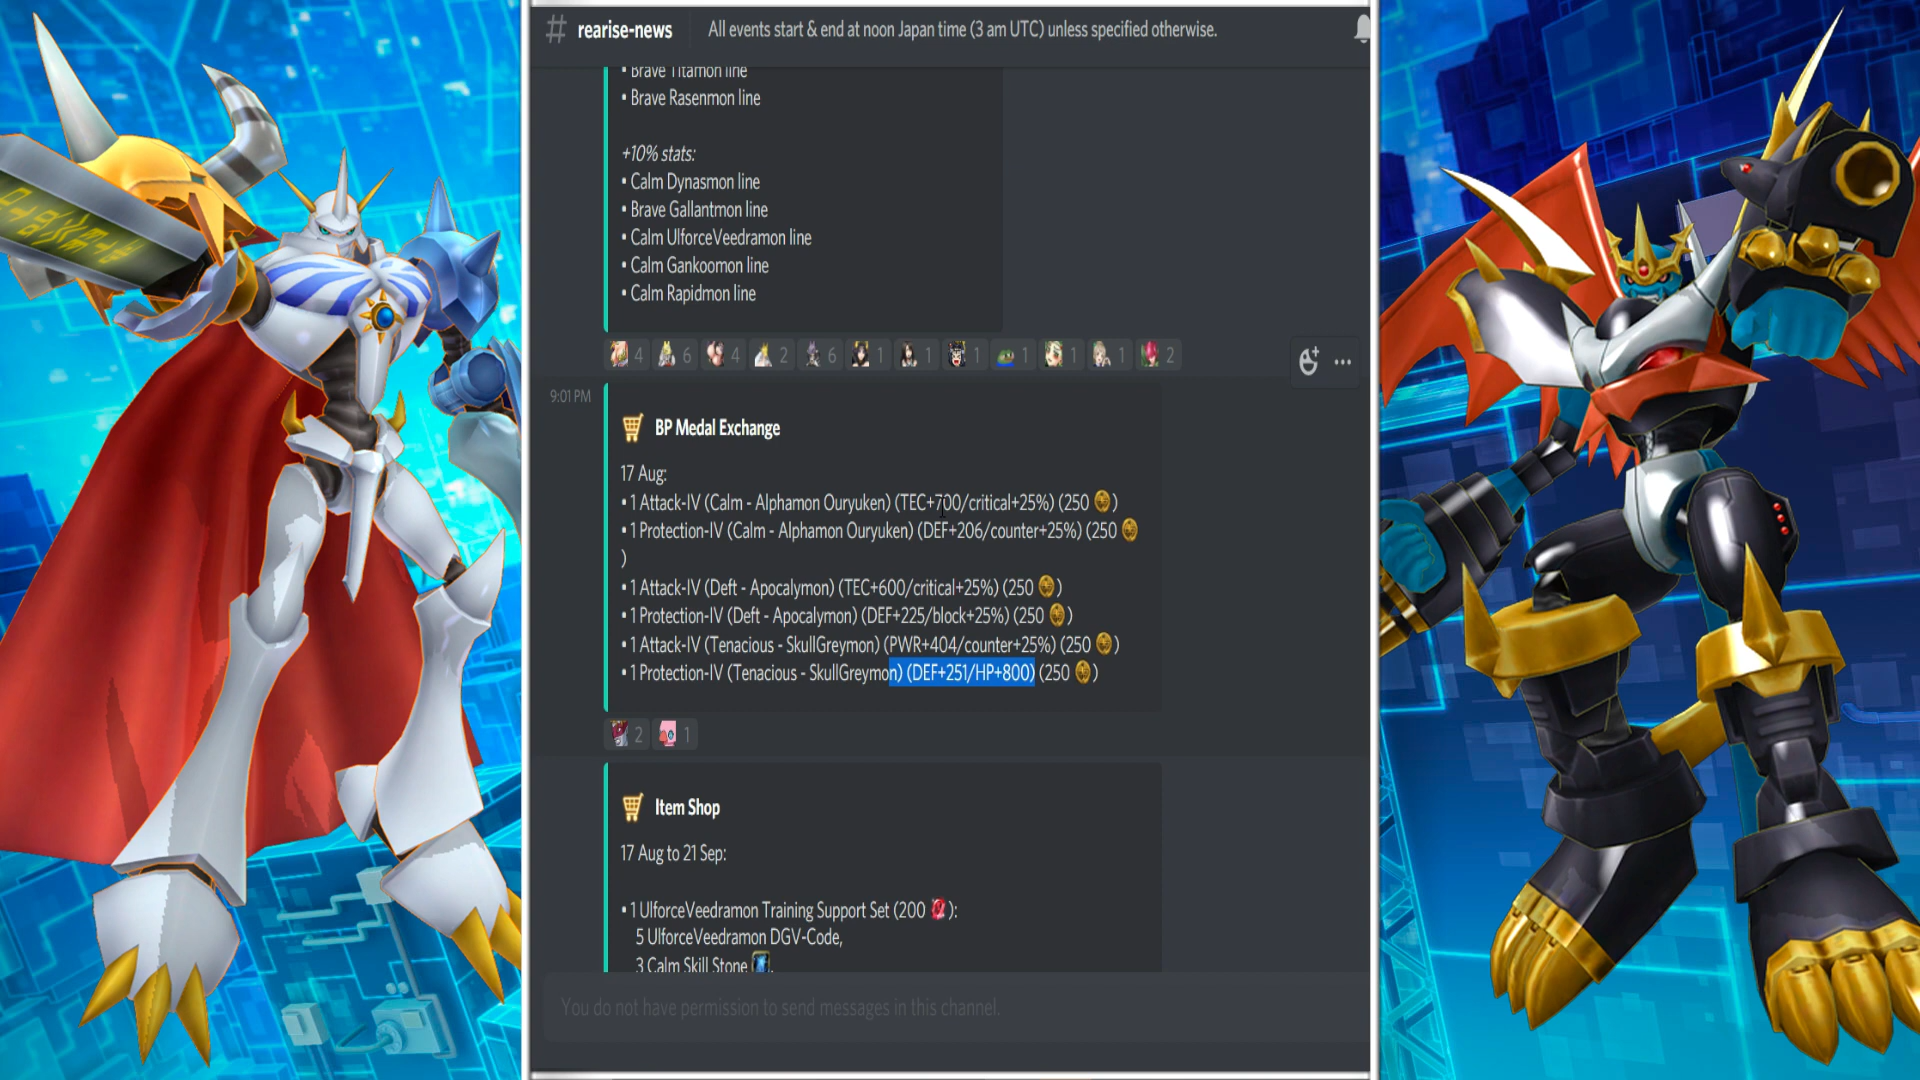 # rearise-news All events start & end at noon Japan time (3 am UTC) unless specified otherwise.
• Brave Titamon line
• Brave Rasenmon line
+10% stats:
• Calm Dynasmon line
• Brave Gallantmon line
• Calm UlforceVeedramon line
• Calm Gankoomon line
• Calm Rapidmon line
4 6 4 2 6 1 1 1 1 1 1 2
9:01 PM
BP Medal Exchange
17 Aug:
• 1 Attack-IV (Calm - Alphamon Ouryuken) (TEC+700/critical+25%) (250 )
• 1 Protection-IV (Calm - Alphamon Ouryuken) (DEF+206/counter+25%) (250
)
• 1 Attack-IV (Deft - Apocalymon) (TEC+600/critical+25%) (250 )
• 1 Protection-IV (Deft - Apocalymon) (DEF+225/block+25%) (250 )
• 1 Attack-IV (Tenacious - SkullGreymon) (PWR+404/counter+25%) (250 )
• 1 Protection-IV (Tenacious - SkullGreymon) (DEF+251/HP+800) (250 )
2 1
Item Shop
17 Aug to 21 Sep:
• 1 UlforceVeedramon Training Support Set (200 ):
5 UlforceVeedramon DGV-Code,
3 Calm Skill Stone ,
You do not have permission to send messages in this channel.